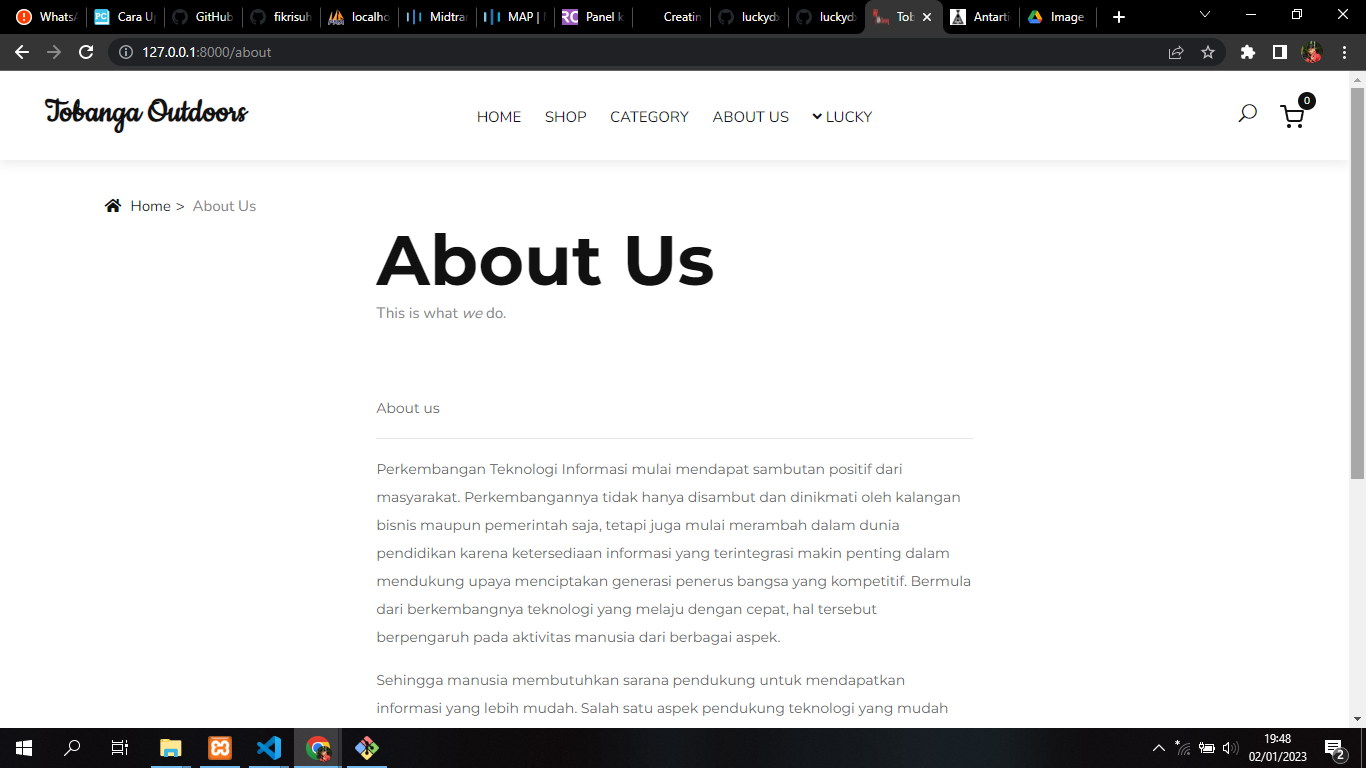 WhatsA
Cara U
GitHub
fikrisuh
localho
Midtra
MAP |
Panel k
Creatin
luckyd
luckyd
Tob
Antarti
Image
127.0.0.1:8000/about
Tobanga Outdoors
HOME
SHOP
CATEGORY
ABOUT US
LUCKY
0
Home > About Us
About Us
This is what we do.
About us
Perkembangan Teknologi Informasi mulai mendapat sambutan positif dari
masyarakat. Perkembangannya tidak hanya disambut dan dinikmati oleh kalangan
bisnis maupun pemerintah saja, tetapi juga mulai merambah dalam dunia
pendidikan karena ketersediaan informasi yang terintegrasi makin penting dalam
mendukung upaya menciptakan generasi penerus bangsa yang kompetitif. Bermula
dari berkembangnya teknologi yang melaju dengan cepat, hal tersebut
berpengaruh pada aktivitas manusia dari berbagai aspek.
Sehingga manusia membutuhkan sarana pendukung untuk mendapatkan
informasi yang lebih mudah. Salah satu aspek pendukung teknologi yang mudah
19:48
02/01/2023
2